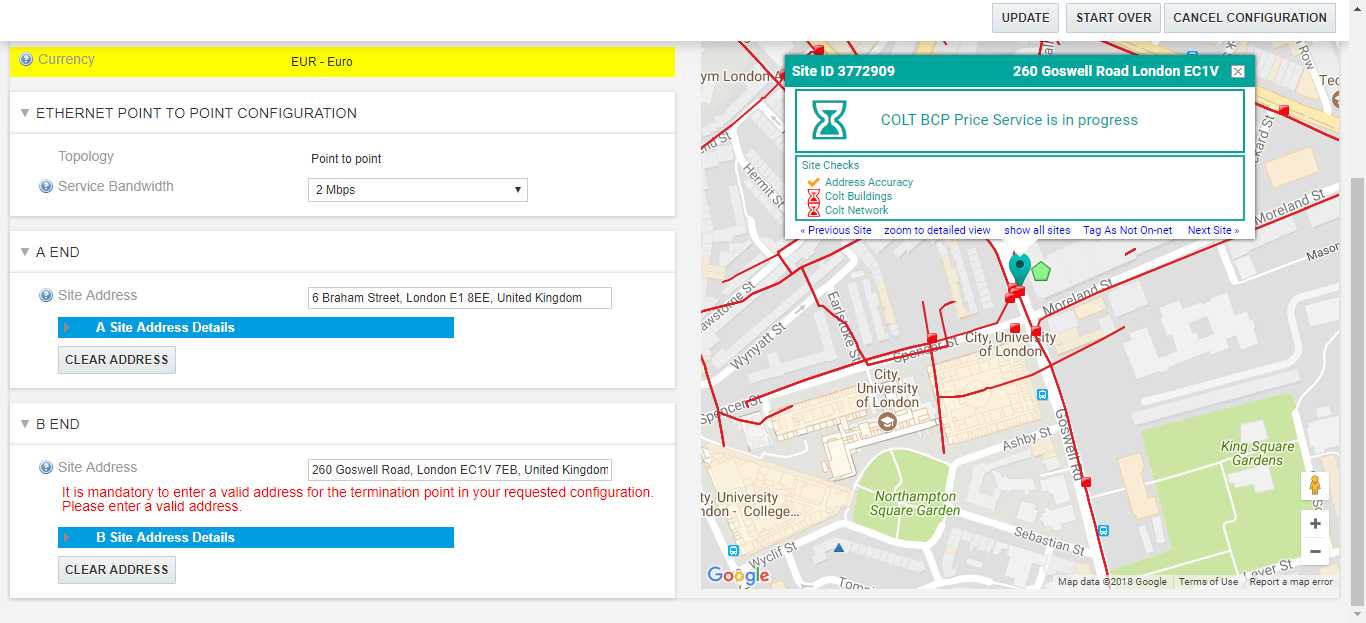 UPDATE
START OVER
CANCEL CONFIGURATION
Currency
EUR - Euro
ETHERNET POINT TO POINT CONFIGURATION
Topology
Point to point
Service Bandwidth
2 Mbps
A END
Site Address
6 Braham Street, London E1 8EE, United Kingdom
A Site Address Details
CLEAR ADDRESS
B END
Site Address
260 Goswell Road, London EC1V 7EB, United Kingdom
It is mandatory to enter a valid address for the termination point in your requested configuration.
Please enter a valid address.
B Site Address Details
CLEAR ADDRESS
Site ID 3772909
260 Goswell Road London EC1V
COLT BCP Price Service is in progress
Site Checks
Address Accuracy
Colt Buildings
Colt Network
« Previous Site
zoom to detailed view
show all sites
Tag As Not On-net
Next Site »
ym London
Row
Hermit St
ckard St
Moreland St
Mason
Moreland St
awstone St
Wynyatt St
Earlstoke St
Spencer St
City, University
of London
City,
University
of London
Spencer St
Goswell Rd
Ashby St
King Square
Gardens
ty, University
ndon - College...
Northampton
Square Garden
Sebastian St
Wyclif St
Lever St
Google
Map data ©2018 Google
Terms of Use
Report a map error